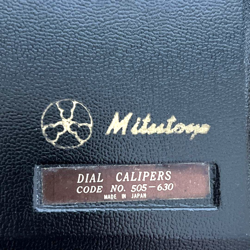 Mitutoyo
DIAL CALIPERS
CODE NO. 505-630
MADE IN JAPAN